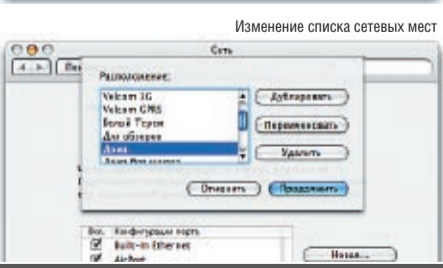 Изменение списка сетевых мест
Сеть
Расположение:
Velcom 3G
Velcom GPRS
Белый Терем
Для обзоров
Дома
Дублировать
Переименовать
Удалить
Отменить
Продолжить
Вкл. Конфигурация порта
Built-in Ethernet
AirPort
Новая...